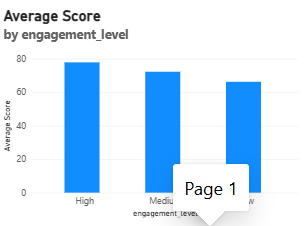 Average Score
by engagement_level
80
60
40
20
0
Average Score
High
engagement_level
Page 1